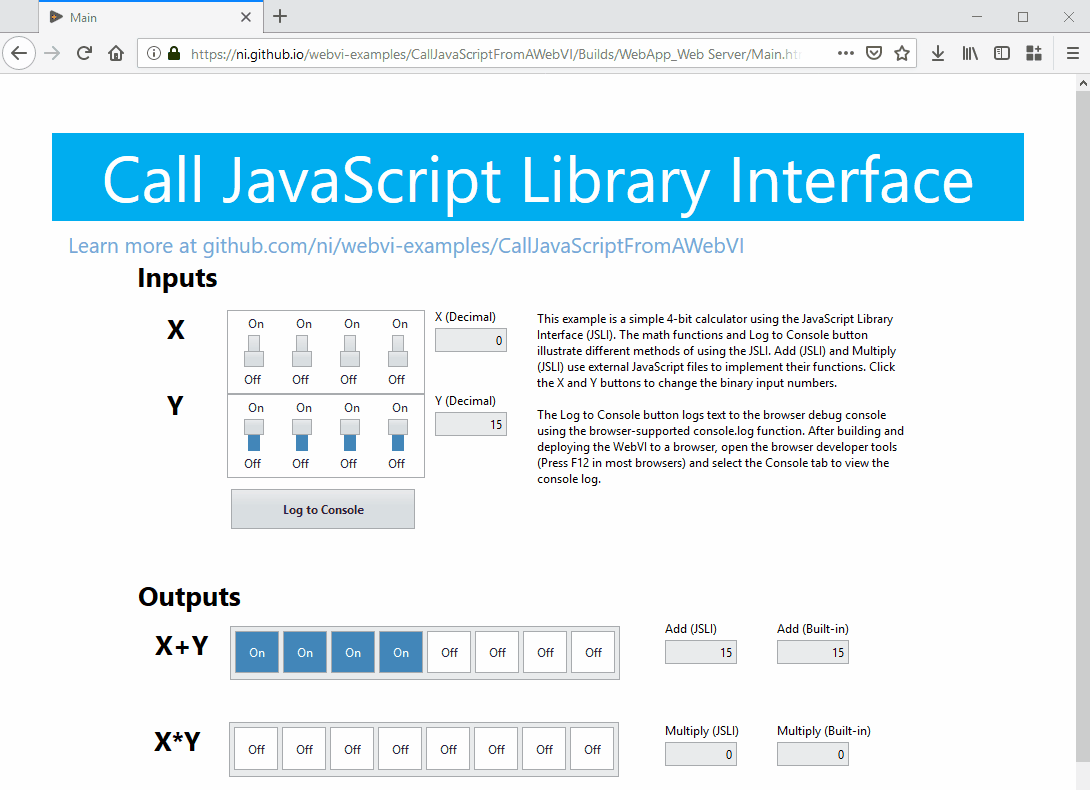 Main
https://ni.github.io/webvi-examples/CallJavaScriptFromAWebVI/Builds/WebApp_Web Server/Main.ht
Call JavaScript Library Interface
Learn more at github.com/ni/webvi-examples/CallJavaScriptFromAWebVI
Inputs
X
On On On On
Off Off Off Off
X (Decimal)
0
Y
On On On On
Off Off Off Off
Y (Decimal)
15
This example is a simple 4-bit calculator using the JavaScript Library
Interface (JSLI). The math functions and Log to Console button
illustrate different methods of using the JSLI. Add (JSLI) and Multiply
(JSLI) use external JavaScript files to implement their functions. Click
the X and Y buttons to change the binary input numbers.
The Log to Console button logs text to the browser debug console
using the browser-supported console.log function. After building and
deploying the WebVI to a browser, open the browser developer tools
(Press F12 in most browsers) and select the Console tab to view the
console log.
Log to Console
Outputs
X+Y
On On On On Off Off Off Off
Add (JSLI) Add (Built-in)
15 15
X*Y
Off Off Off Off Off Off Off Off
Multiply (JSLI) Multiply (Built-in)
0 0